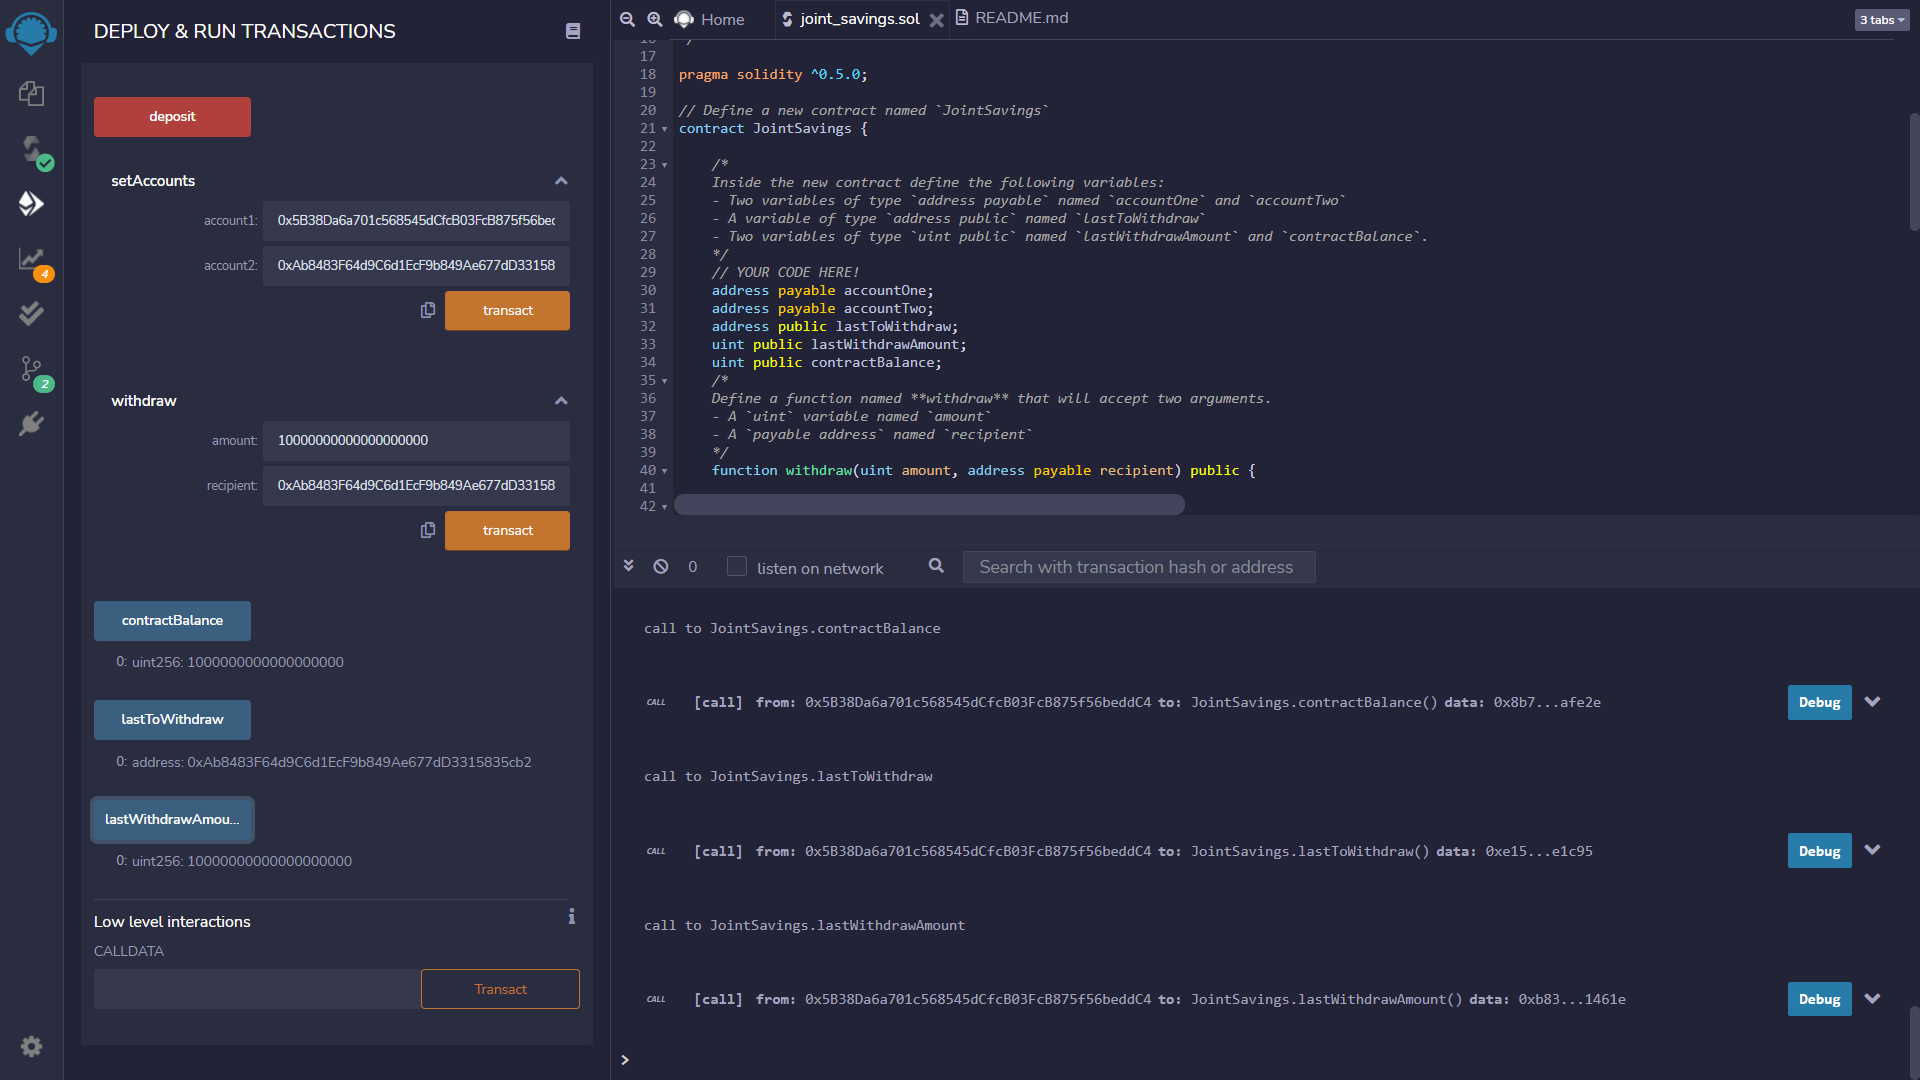 DEPLOY & RUN TRANSACTIONS
deposit
setAccounts
account1: 0x5B38Da6a701c568545dCfcB03FcB875f56bec
account2: 0xAb8483F64d9C6d1EcF9b849Ae677dD33158
transact
withdraw
amount: 10000000000000000000
recipient: 0xAb8483F64d9C6d1EcF9b849Ae677dD33158
transact
contractBalance
0: uint256: 1000000000000000000
lastToWithdraw
0: address: 0xAb8483F64d9C6d1EcF9b849Ae677dD3315835cb2
lastWithdrawAmou...
0: uint256: 10000000000000000000
Low level interactions
CALLDATA
Transact
4
2
Home
joint_savings.sol
README.md
3 tabs
17
18 pragma solidity ^0.5.0;
19
20 // Define a new contract named `JointSavings`
21 contract JointSavings {
22
23 /*
24 Inside the new contract define the following variables:
25 - Two variables of type `address payable` named `accountOne` and `accountTwo`
26 - A variable of type `address public` named `lastToWithdraw`
27 - Two variables of type `uint public` named `lastWithdrawAmount` and `contractBalance`.
28 */
29 // YOUR CODE HERE!
30 address payable accountOne;
31 address payable accountTwo;
32 address public lastToWithdraw;
33 uint public lastWithdrawAmount;
34 uint public contractBalance;
35 /*
36 Define a function named **withdraw** that will accept two arguments.
37 - A `uint` variable named `amount`
38 - A `payable address` named `recipient`
39 */
40 function withdraw(uint amount, address payable recipient) public {
41
42
0 listen on network Search with transaction hash or address
call to JointSavings.contractBalance
CALL [call] from: 0x5B38Da6a701c568545dCfcB03FcB875f56beddC4 to: JointSavings.contractBalance() data: 0x8b7...afe2e Debug
call to JointSavings.lastToWithdraw
CALL [call] from: 0x5B38Da6a701c568545dCfcB03FcB875f56beddC4 to: JointSavings.lastToWithdraw() data: 0xe15...e1c95 Debug
call to JointSavings.lastWithdrawAmount
CALL [call] from: 0x5B38Da6a701c568545dCfcB03FcB875f56beddC4 to: JointSavings.lastWithdrawAmount() data: 0xb83...1461e Debug
>